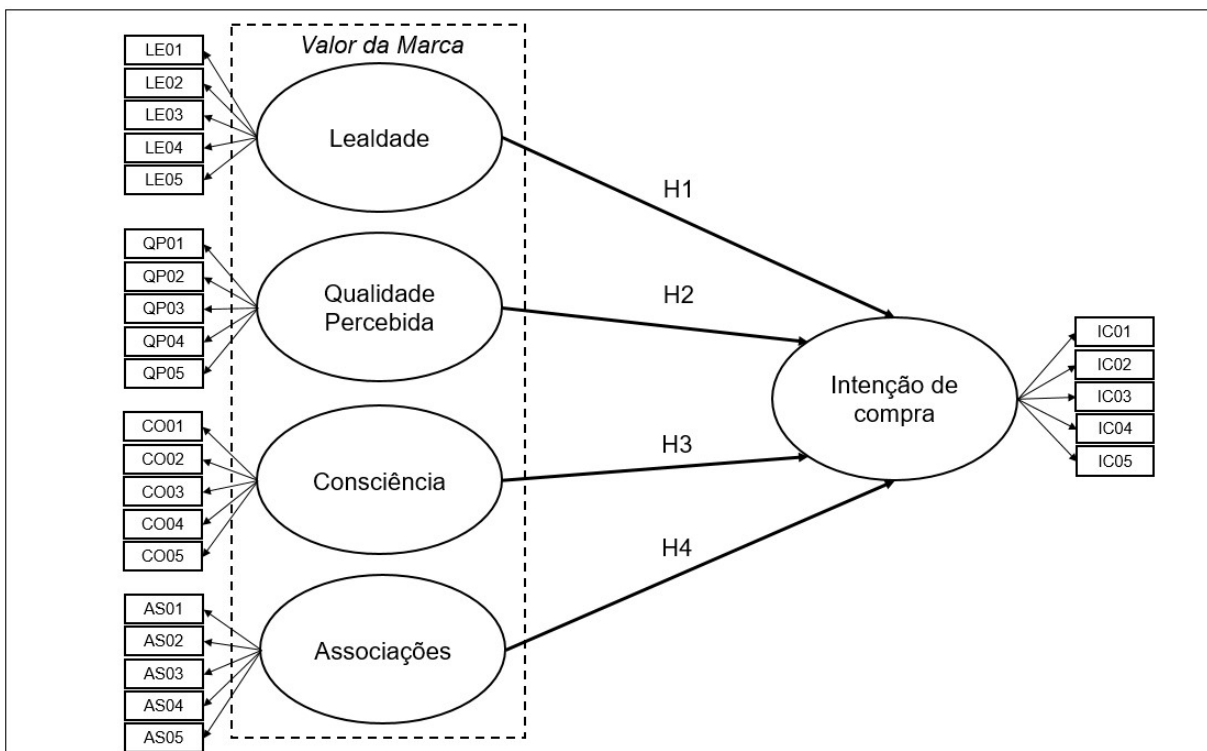 Valor da Marca
LE01
LE02
LE03
LE04
LE05
Lealdade
H1
QP01
QP02
QP03
QP04
QP05
Qualidade
Percebida
H2
Intenção de
compra
IC01
IC02
IC03
IC04
IC05
CO01
CO02
CO03
CO04
CO05
Consciência
H3
H4
AS01
AS02
AS03
AS04
AS05
Associações